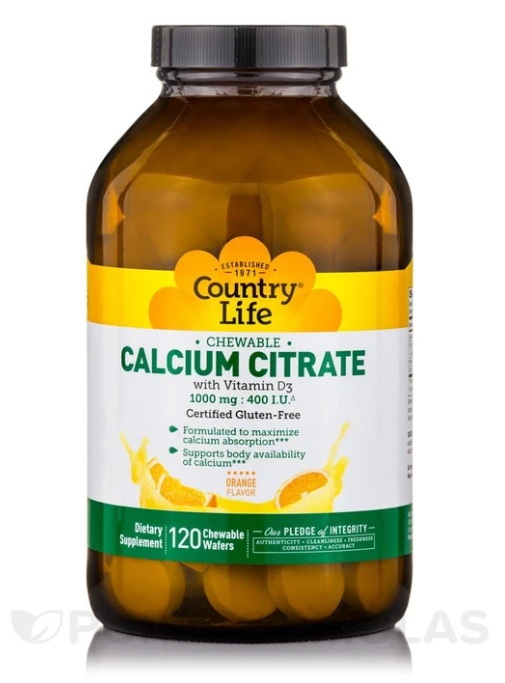 • ESTABLISHED •
—1971—
Country®
Life
• CHEWABLE •
CALCIUM CITRATE
with Vitamin D3
1000 mg : 400 I.U.Δ
Certified Gluten-Free
Formulated to maximize
calcium absorption***
Supports body availability
of calcium***
ORANGE
FLAVOR
Dietary
Supplement
120 Chewable
Wafers
Our PLEDGE of INTEGRITY
AUTHENTICITY • CLEANLINESS • FRESHNESS
CONSISTENCY • ACCURACY